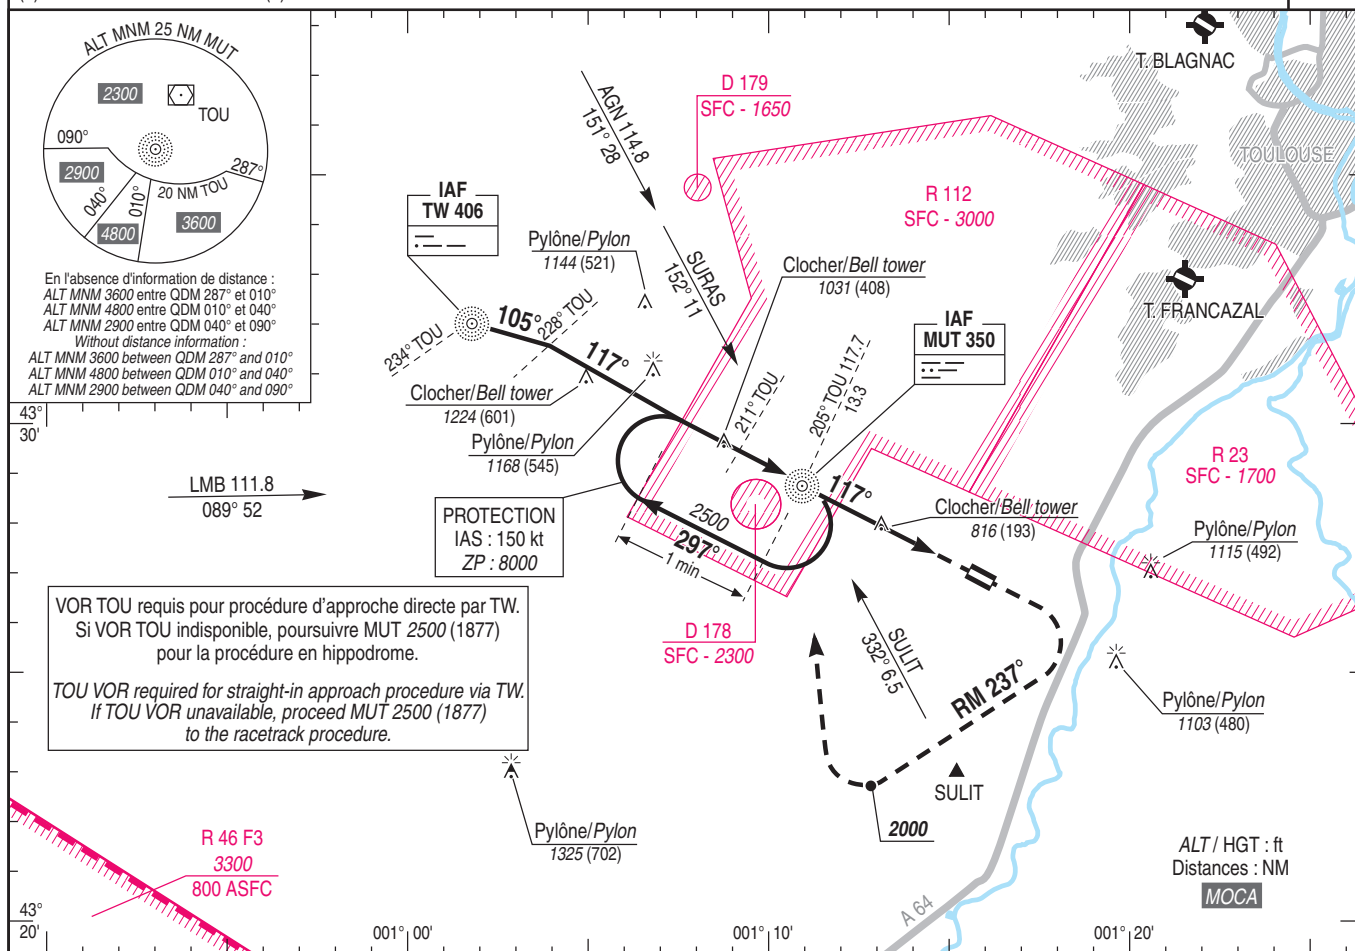 ALT MNM 25 NM MUT
2300
TOU
090°
287°
2900
20 NM TOU
040°
010°
3600
4800
En l'absence d'information de distance :
ALT MNM 3600 entre QDM 287° et 010°
ALT MNM 4800 entre QDM 010° et 040°
ALT MNM 2900 entre QDM 040° et 090°
Without distance information :
ALT MNM 3600 between QDM 287° and 010°
ALT MNM 4800 between QDM 010° and 040°
ALT MNM 2900 between QDM 040° and 090°
T. BLAGNAC
TOULOUSE
D 179
SFC - 1650
AGN 114.8
151° 28
R 112
SFC - 3000
IAF
TW 406
Pylône/Pylon
1144 (521)
SURAS
152° 11
Clocher/Bell tower
1031 (408)
T. FRANCAZAL
IAF
MUT 350
234° TOU
105°
228° TOU
117°
Clocher/Bell tower
1224 (601)
211° TOU
205° TOU 117.7
13.3
Pylône/Pylon
1168 (545)
43°
30'
R 23
SFC - 1700
LMB 111.8
089° 52
PROTECTION
IAS : 150 kt
ZP : 8000
2500
297°
1 min
117°
Clocher/Bell tower
816 (193)
Pylône/Pylon
1115 (492)
VOR TOU requis pour procédure d'approche directe par TW.
Si VOR TOU indisponible, poursuivre MUT 2500 (1877)
pour la procédure en hippodrome.
TOU VOR required for straight-in approach procedure via TW.
If TOU VOR unavailable, proceed MUT 2500 (1877)
to the racetrack procedure.
D 178
SFC - 2300
SULIT
332° 6.5
RM 237°
Pylône/Pylon
1103 (480)
SULIT
2000
Pylône/Pylon
1325 (702)
R 46 F3
3300
800 ASFC
ALT / HGT : ft
Distances : NM
MOCA
A 64
43°
20'
001° 00'
001° 10'
001° 20'